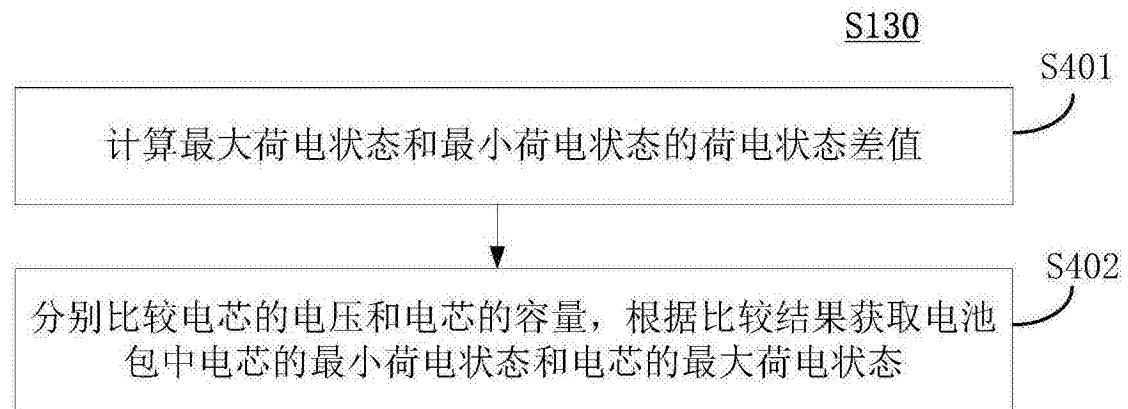 S130
S401
计算最大荷电状态和最小荷电状态的荷电状态差值
S402
分别比较电芯的电压和电芯的容量，根据比较结果获取电池
包中电芯的最小荷电状态和电芯的最大荷电状态